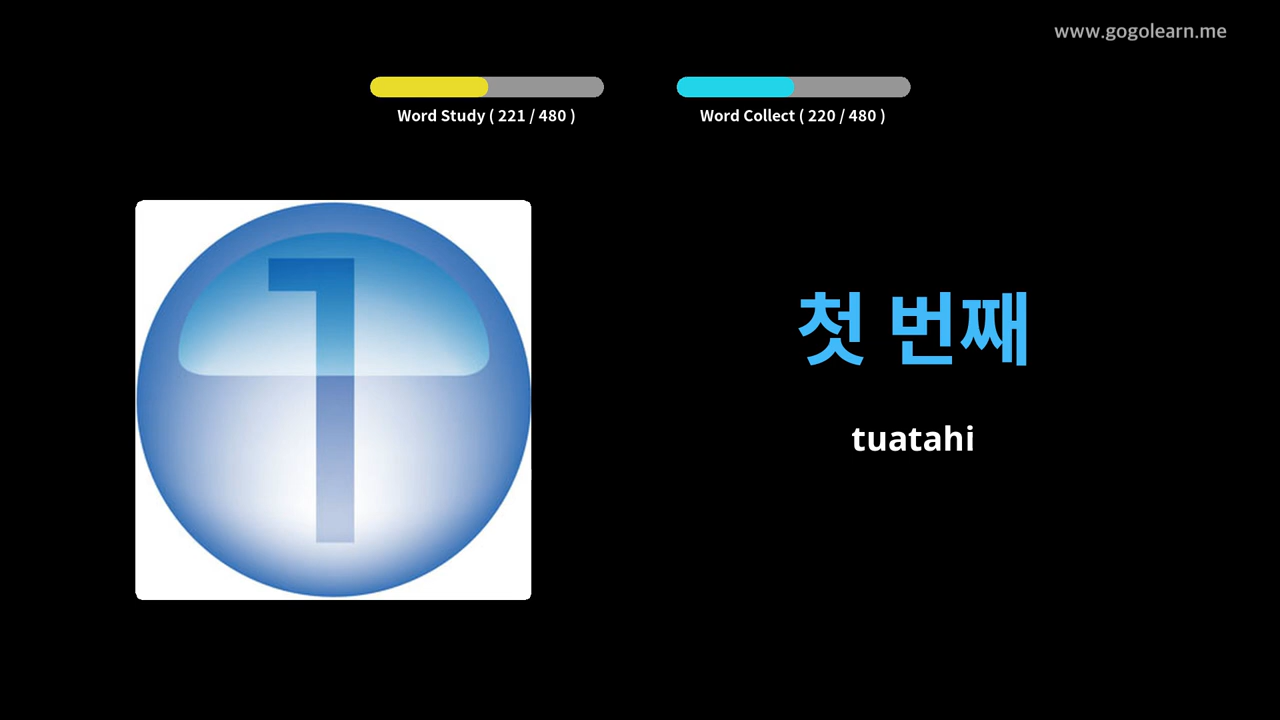 www.gogolearn.me
Word Study ( 221 / 480 )
Word Collect ( 220 / 480 )
1
첫 번째
tuatahi